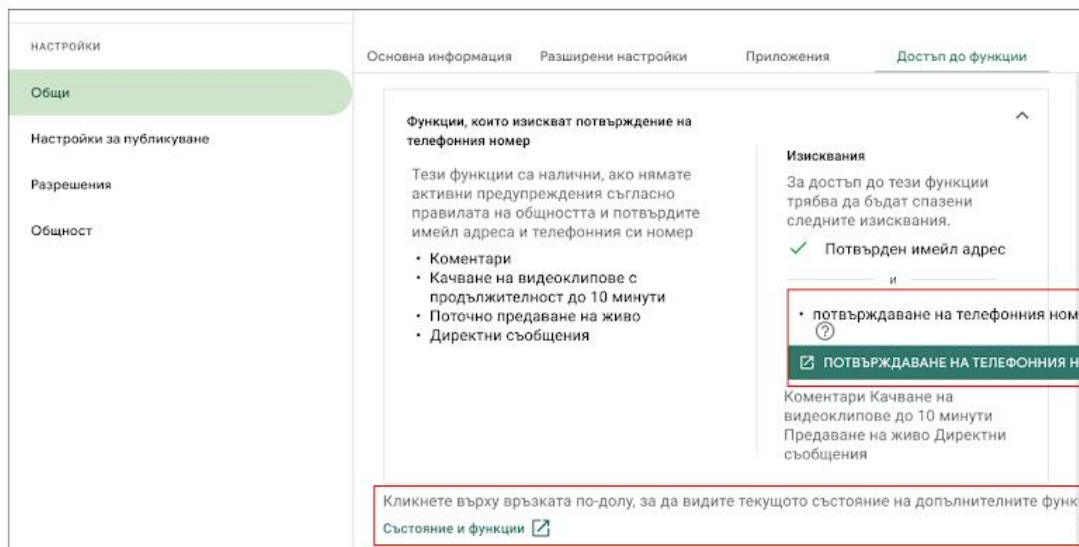 НАСТРОЙКИ
Общи
Настройки за публикуване
Разрешения
Общност
Основна информация
Разширени настройки
Приложения
Достъп до функции
Функции, които изискват потвърждение на
телефонния номер
Тези функции са налични, ако нямате
активни предупреждения съгласно
правилата на общността и потвърдите
имейл адреса и телефонния си номер
• Коментари
• Качване на видеоклипове с
продължителност до 10 минути
• Поточно предаване на живо
• Директни съобщения
Изисквания
За достъп до тези функции
трябва да бъдат спазени
следните изисквания.
Потвърден имейл адрес
и
• потвърждаване на телефонния ном
ПОТВЪРЖДАВАНЕ НА ТЕЛЕФОННИЯ Н
Коментари Качване на
видеоклипове до 10 минути
Предаване на живо Директни
съобщения
Кликнете върху връзката по-долу, за да видите текущото състояние на допълнителните функ
Състояние и функции